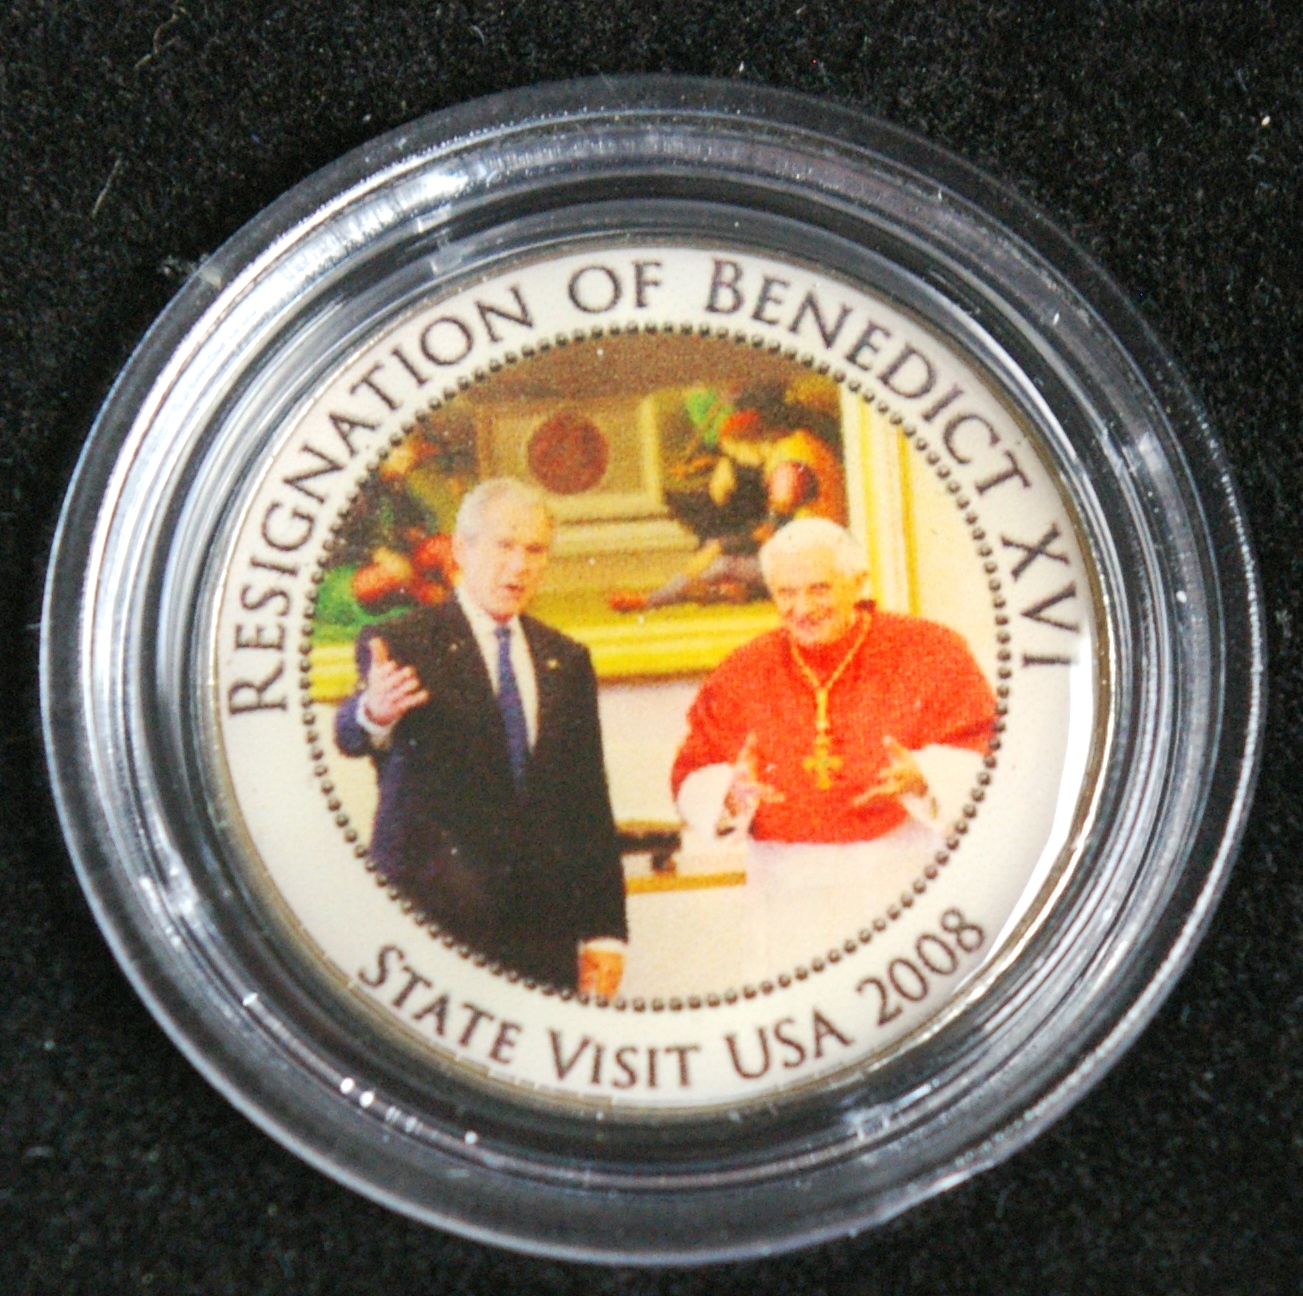 RESIGNATION OF BENEDICT XVI
STATE VISIT USA 2008